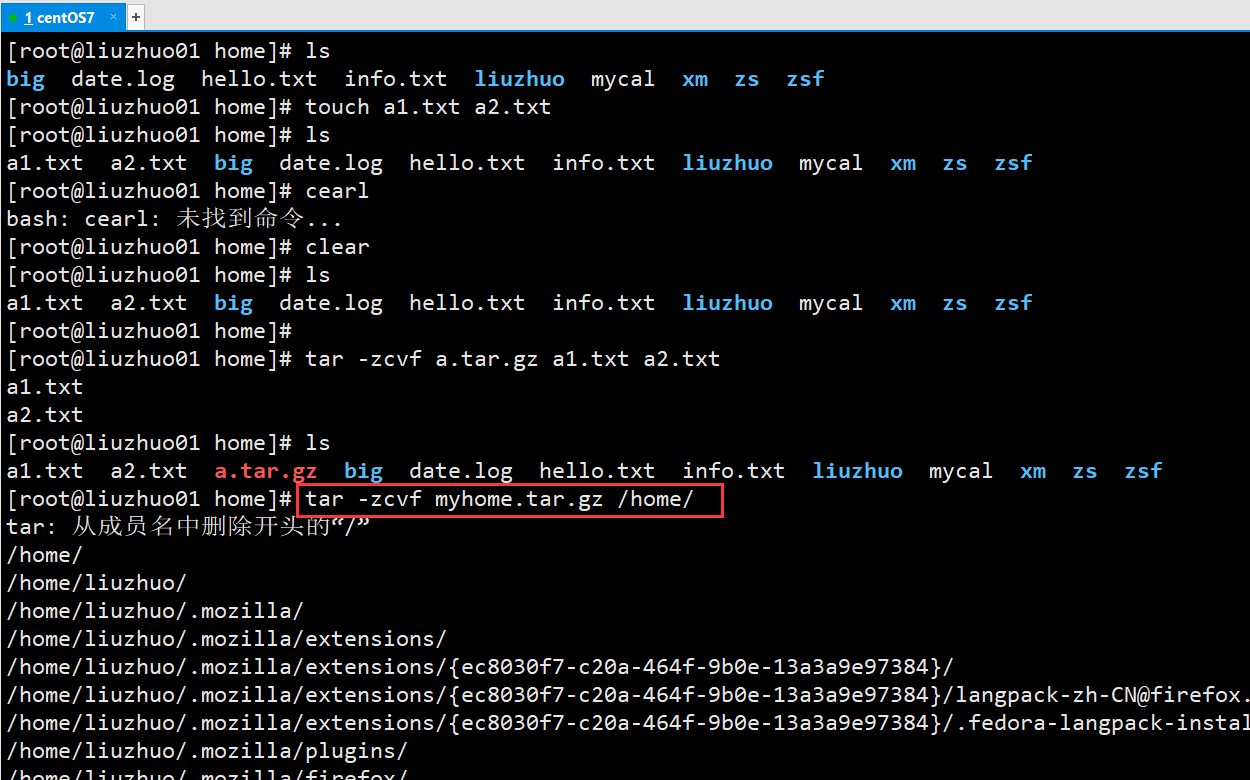 1 centOS7 × +
[root@liuzhuo01 home]# ls
big  date.log  hello.txt  info.txt  liuzhuo  mycal  xm  zs  zsf
[root@liuzhuo01 home]# touch a1.txt a2.txt
[root@liuzhuo01 home]# ls
a1.txt  a2.txt  big  date.log  hello.txt  info.txt  liuzhuo  mycal  xm  zs  zsf
[root@liuzhuo01 home]# cearl
bash: cearl: 未找到命令...
[root@liuzhuo01 home]# clear
[root@liuzhuo01 home]# ls
a1.txt  a2.txt  big  date.log  hello.txt  info.txt  liuzhuo  mycal  xm  zs  zsf
[root@liuzhuo01 home]#
[root@liuzhuo01 home]# tar -zcvf a.tar.gz a1.txt a2.txt
a1.txt
a2.txt
[root@liuzhuo01 home]# ls
a1.txt  a2.txt  a.tar.gz  big  date.log  hello.txt  info.txt  liuzhuo  mycal  xm  zs  zsf
[root@liuzhuo01 home]# tar -zcvf myhome.tar.gz /home/
tar: 从成员名中删除开头的“/”
/home/
/home/liuzhuo/
/home/liuzhuo/.mozilla/
/home/liuzhuo/.mozilla/extensions/
/home/liuzhuo/.mozilla/extensions/{ec8030f7-c20a-464f-9b0e-13a3a9e97384}/
/home/liuzhuo/.mozilla/extensions/{ec8030f7-c20a-464f-9b0e-13a3a9e97384}/langpack-zh-CN@firefox.
/home/liuzhuo/.mozilla/extensions/{ec8030f7-c20a-464f-9b0e-13a3a9e97384}/.fedora-langpack-instal
/home/liuzhuo/.mozilla/plugins/
/home/liuzhuo/.mozilla/firefox/